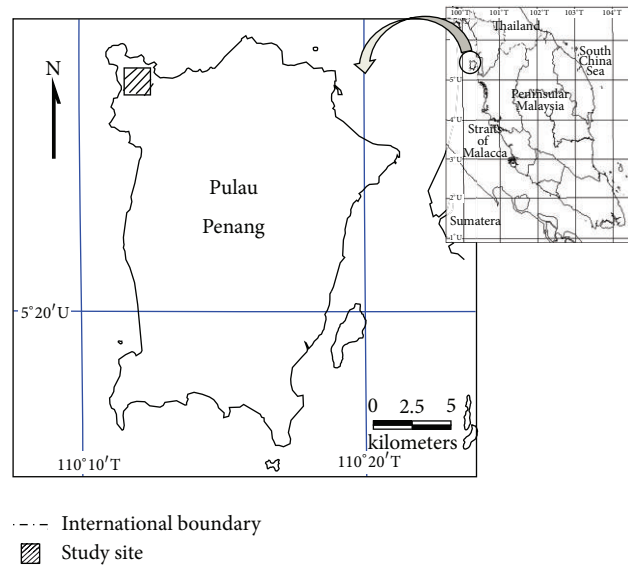 100°T 101°T 102°T 103°T 104°T
Thailand
South
China
Sea
5°U
Peninsular
Malaysia
4°U
Straits
of
Malacca
3°U
2°U
Sumatera
1°U
N
Pulau
Penang
5°20′U
0 2.5 5
kilometers
110°10′T
110°20′T
International boundary
Study site